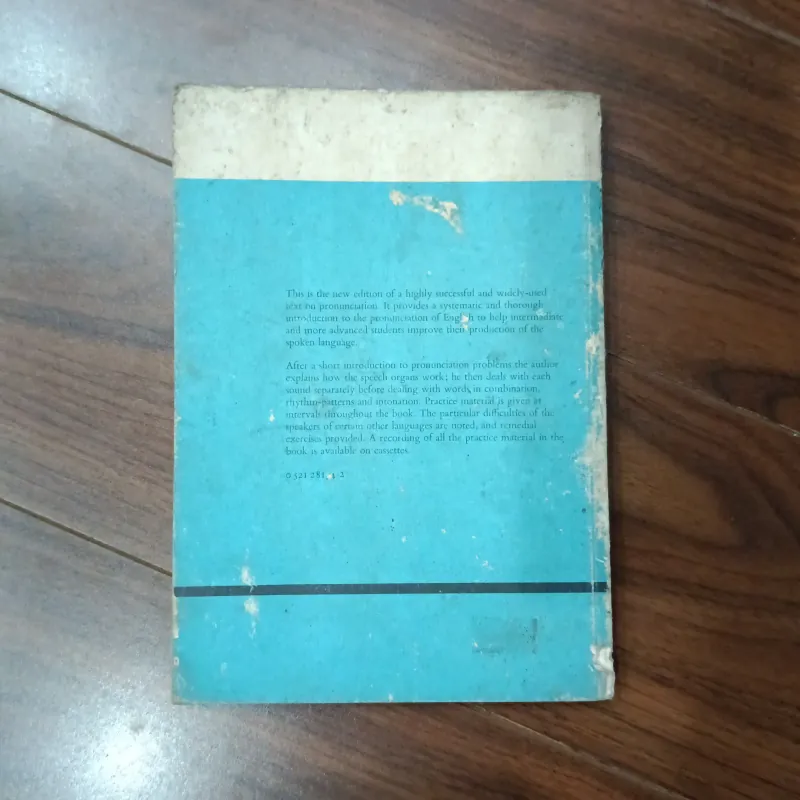 This is the new edition of a highly successful and widely-used
text on pronunciation. It provides a systematic and thorough
introduction to the pronunciation of English to help intermediate
and more advanced students improve their production of the
spoken language.
After a short introduction to pronunciation problems the author
explains how the speech organs work; he then deals with each
sound separately before dealing with words in combination,
rhythm-patterns and intonation. Practice material is given at
intervals throughout the book. The particular difficulties of the
speakers of certain other languages are noted, and remedial
exercises provided. A recording of all the practice material in the
book is available on cassettes.
0 521 2